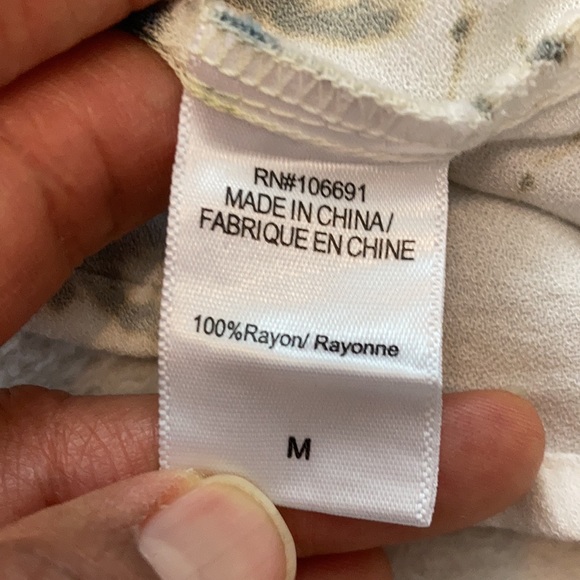 RN#106691
MADE IN CHINA/
FABRIQUE EN CHINE
100%Rayon/ Rayonne
M